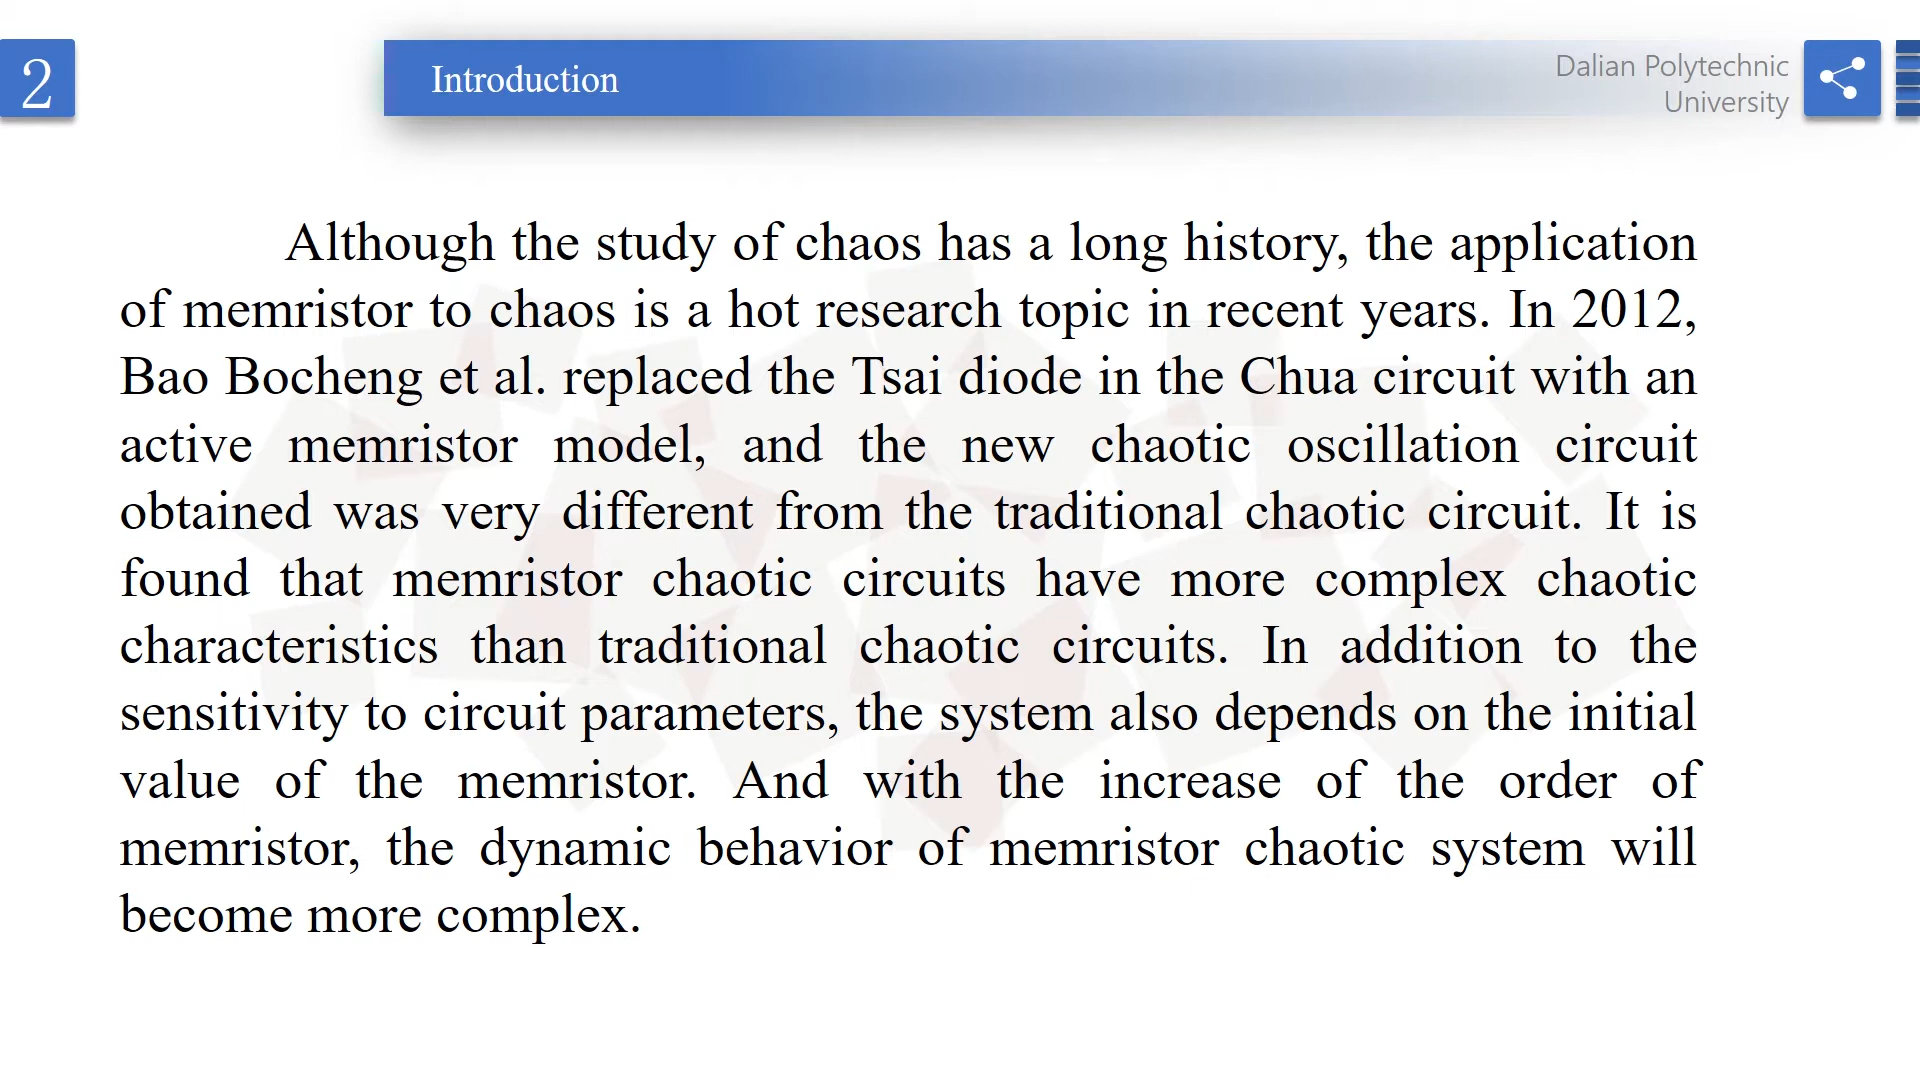 2
Introduction
Dalian Polytechnic
University
Although the study of chaos has a long history, the application
of memristor to chaos is a hot research topic in recent years. In 2012,
Bao Bocheng et al. replaced the Tsai diode in the Chua circuit with an
active memristor model, and the new chaotic oscillation circuit
obtained was very different from the traditional chaotic circuit. It is
found that memristor chaotic circuits have more complex chaotic
characteristics than traditional chaotic circuits. In addition to the
sensitivity to circuit parameters, the system also depends on the initial
value of the memristor. And with the increase of the order of
memristor, the dynamic behavior of memristor chaotic system will
become more complex.